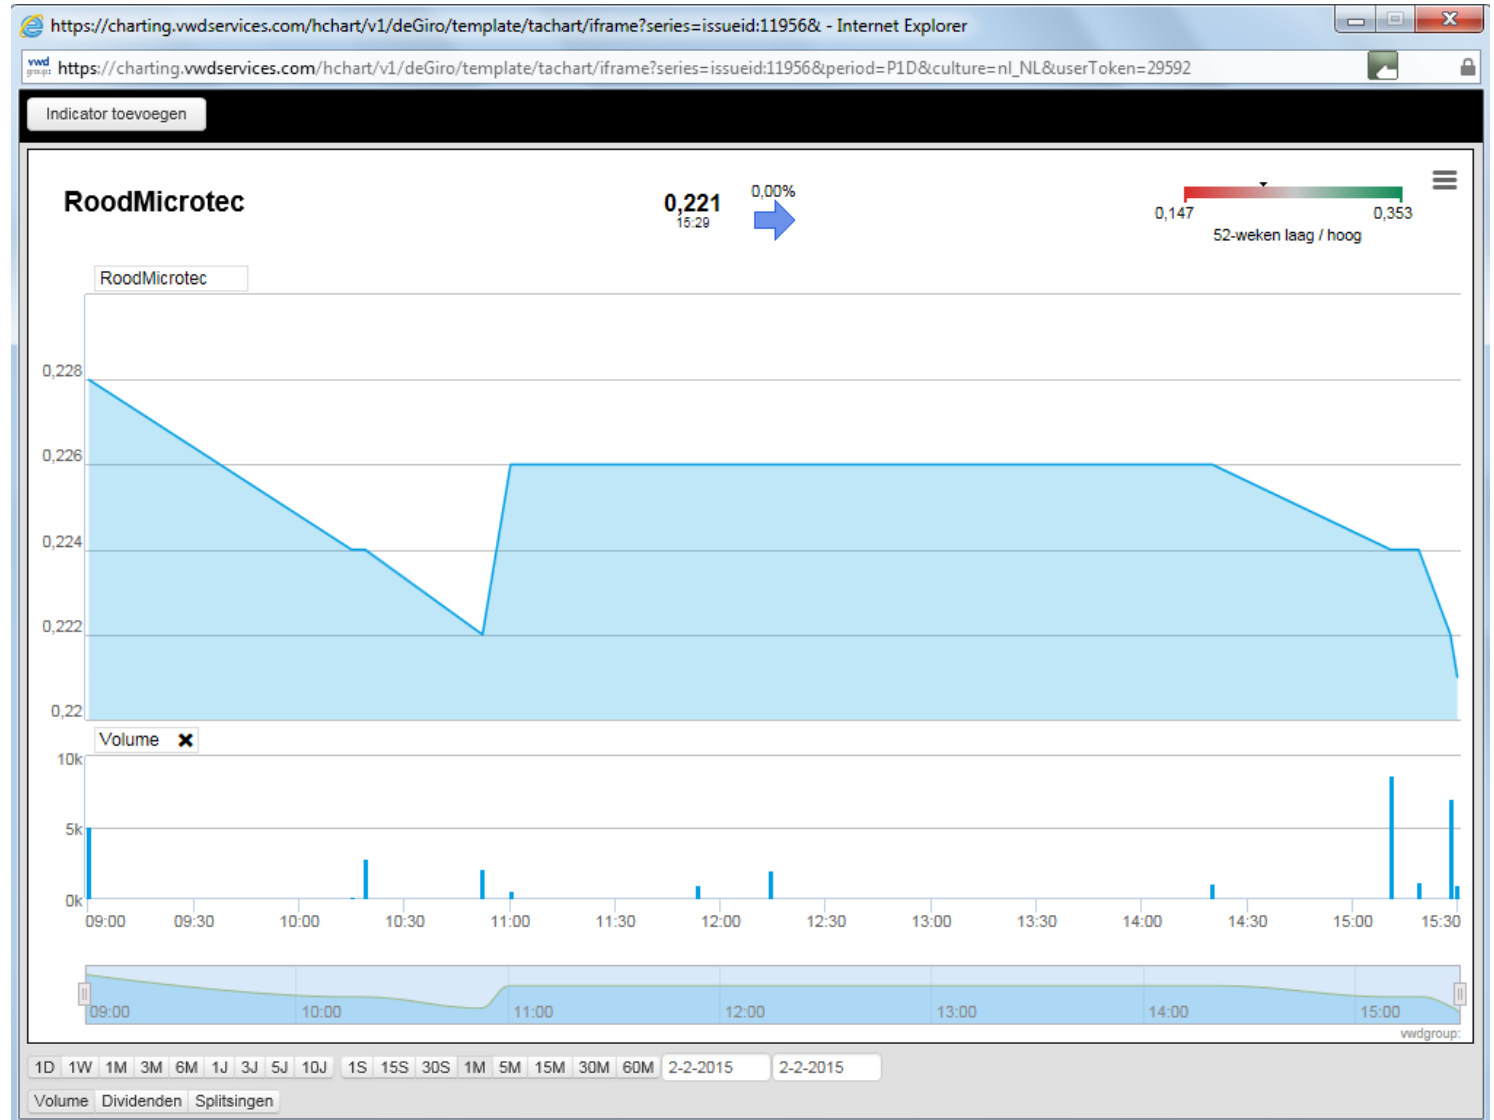 https://charting.vwdservices.com/hchart/v1/deGiro/template/tachart/iframe?series=issueid:11956& - Internet Explorer
vwd group: https://charting.vwdservices.com/hchart/v1/deGiro/template/tachart/iframe?series=issueid:11956&period=P1D&culture=nl_NL&userToken=29592
Indicator toevoegen
RoodMicrotec
0,221
15:29
0,00%
0,147 0,353
52-weken laag / hoog
RoodMicrotec
0,228
0,226
0,224
0,222
0,22
Volume
10k
5k
0k
09:00 09:30 10:00 10:30 11:00 11:30 12:00 12:30 13:00 13:30 14:00 14:30 15:00 15:30
09:00 10:00 11:00 12:00 13:00 14:00 15:00
vwdgroup:
1D 1W 1M 3M 6M 1J 3J 5J 10J 1S 15S 30S 1M 5M 15M 30M 60M 2-2-2015 2-2-2015
Volume Dividenden Splitsingen